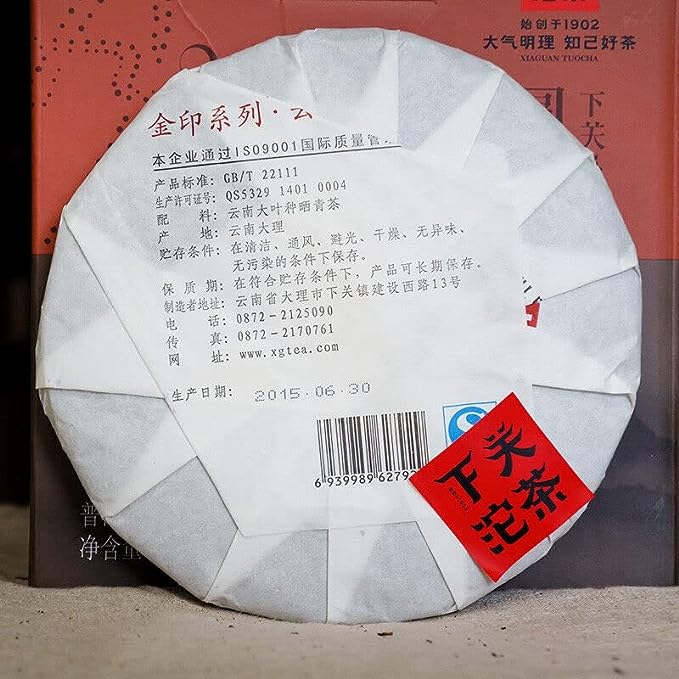 始创于1902
大气明理 知己好茶
XIAGUAN TUOCHA
下关
金印系列·云
本企业通过ISO9001国际质量管
产品标准: GB/T 22111
生产许可证号: QS5329 1401 0004
配 料: 云南大叶种晒青茶
产 地: 云南大理
贮存条件: 在清洁、通风、避光、干燥、无异味、
无污染的条件下保存。
保 质 期: 在符合贮存条件下,产品可长期保存。
制造者地址: 云南省大理市下关镇建设西路13号
电 话: 0872-2125090
传 真: 0872-2170761
网 址: www.xgtea.com
生产日期: 2015.06.30
6 939989 6279
下关
沱茶
普
净含量